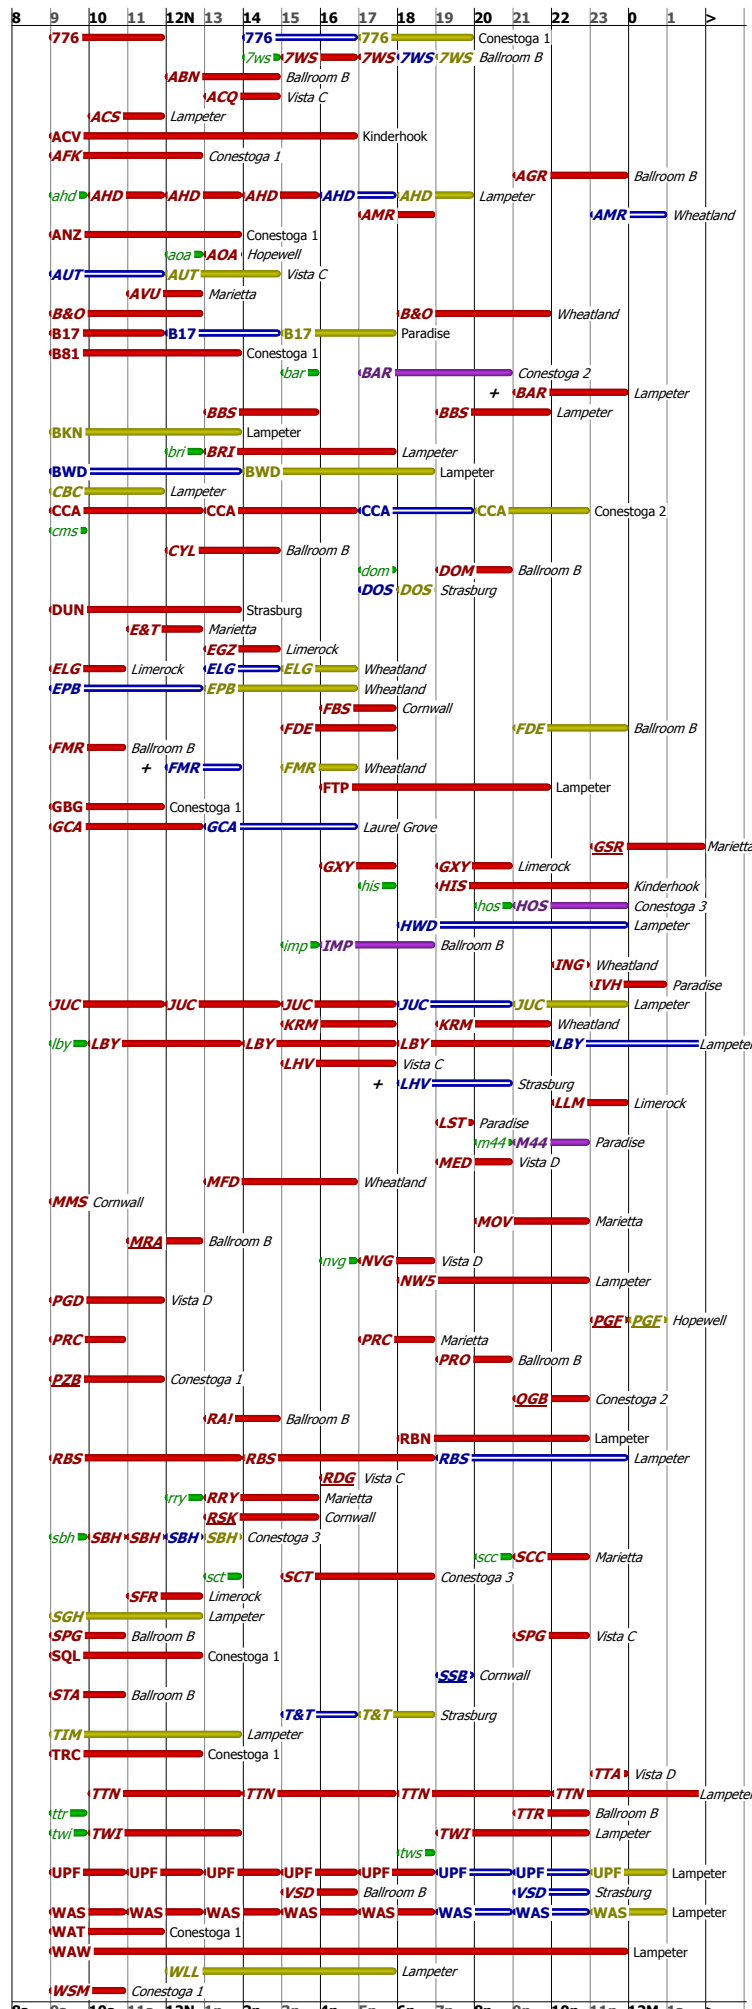 8 9 10 11 12N 13 14 15 16 17 18 19 20 21 22 23 0 1 >
776 776 776 Conestoga 1
7ws 7WS 7WS 7WS 7WS Ballroom B
ABN Ballroom B
ACQ Vista C
ACS Lampeter
ACV Kinderhook
AFK Conestoga 1
AGR Ballroom B
ahd AHD AHD AHD AHD AHD Lampeter
AMR AMR Wheatland
ANZ Conestoga 1
aoa AOA Hopewell
AUT AUT Vista C
AVU Marietta
B&O B&O Wheatland
B17 B17 B17 Paradise
B81 Conestoga 1
bar BAR Conestoga 2
+ BAR Lampeter
BBS BBS Lampeter
BKN Lampeter
bri BRI Lampeter
BWD BWD Lampeter
CBC Lampeter
CCA CCA CCA CCA Conestoga 2
cms
CYL Ballroom B
dom DOM Ballroom B
DOS DOS Strasburg
DUN Strasburg
E&T Marietta
EGZ Limerock
ELG Limerock ELG ELG Wheatland
EPB EPB Wheatland
FBS Cornwall
FDE FDE Ballroom B
FMR Ballroom B
+ FMR FMR Wheatland
FTP Lampeter
GBG Conestoga 1
GCA GCA Laurel Grove
GSR Marietta
GXY GXY Limerock
his HIS Kinderhook
hos HOS Conestoga 3
HWD Lampeter
imp IMP Ballroom B
ING Wheatland
IVH Paradise
JUC JUC JUC JUC JUC Lampeter
KRM KRM Wheatland
lby LBY LBY LBY LBY Lampeter
LHV Vista C
+ LHV Strasburg
LLM Limerock
LST Paradise
m44 M44 Paradise
MED Vista D
MFD Wheatland
MMS Cornwall
MOV Marietta
MRA Ballroom B
nvg NVG Vista D
NW5 Lampeter
PGD Vista D
PGF PGF Hopewell
PRC PRC Marietta
PRO Ballroom B
PZB Conestoga 1
QGB Conestoga 2
RA! Ballroom B
RBN Lampeter
RBS RBS RBS Lampeter
RDG Vista C
rry RRY Marietta
RSK Cornwall
sbh SBH SBH SBH SBH Conestoga 3
scc SCC Marietta
sct SCT Conestoga 3
SFR Limerock
SGH Lampeter
SPG Ballroom B SPG Vista C
SQL Conestoga 1
SSB Cornwall
STA Ballroom B
T&T T&T Strasburg
TIM Lampeter
TRC Conestoga 1
TTA Vista D
TTN TTN TTN TTN Lampeter
ttr TTR Ballroom B
twi TWI TWI Lampeter
tws
UPF UPF UPF UPF UPF UPF UPF UPF Lampeter
VSD Ballroom B VSD Strasburg
WAS WAS WAS WAS WAS WAS WAS WAS Lampeter
WAT Conestoga 1
WAW Lampeter
WLL Lampeter
WSM Conestoga 1